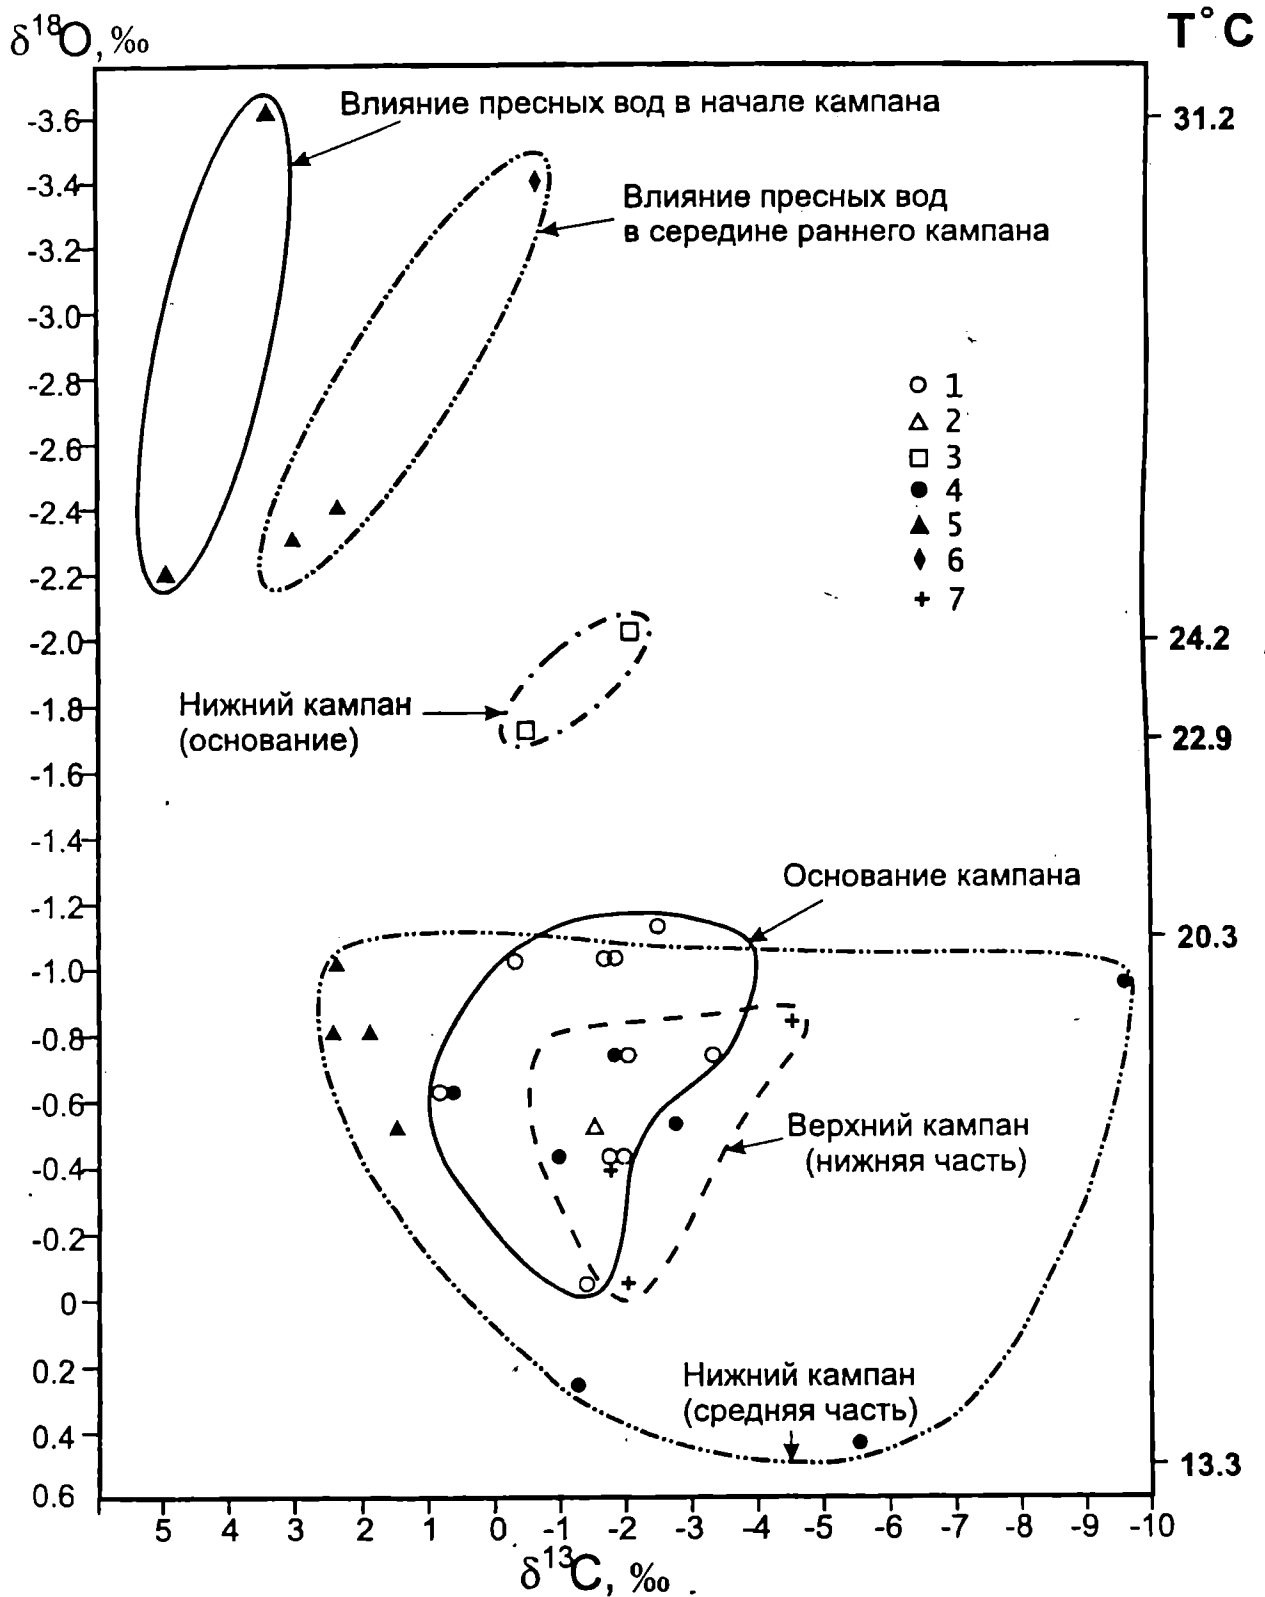 δ¹⁸O, ‰
T°C
Влияние пресных вод в начале кампана
Влияние пресных вод
в середине раннего кампана
-3.6
-3.4
-3.2
-3.0
-2.8
-2.6
-2.4
-2.2
-2.0
-1.8
-1.6
-1.4
-1.2
-1.0
-0.8
-0.6
-0.4
-0.2
0
0.2
0.4
0.6
31.2
24.2
22.9
20.3
13.3
1
2
3
4
5
6
7
Нижний кампан
(основание)
Основание кампана
Верхний кампан
(нижняя часть)
Нижний кампан
(средняя часть)
5 4 3 2 1 0 -1 -2 -3 -4 -5 -6 -7 -8 -9 -10
δ¹³C, ‰